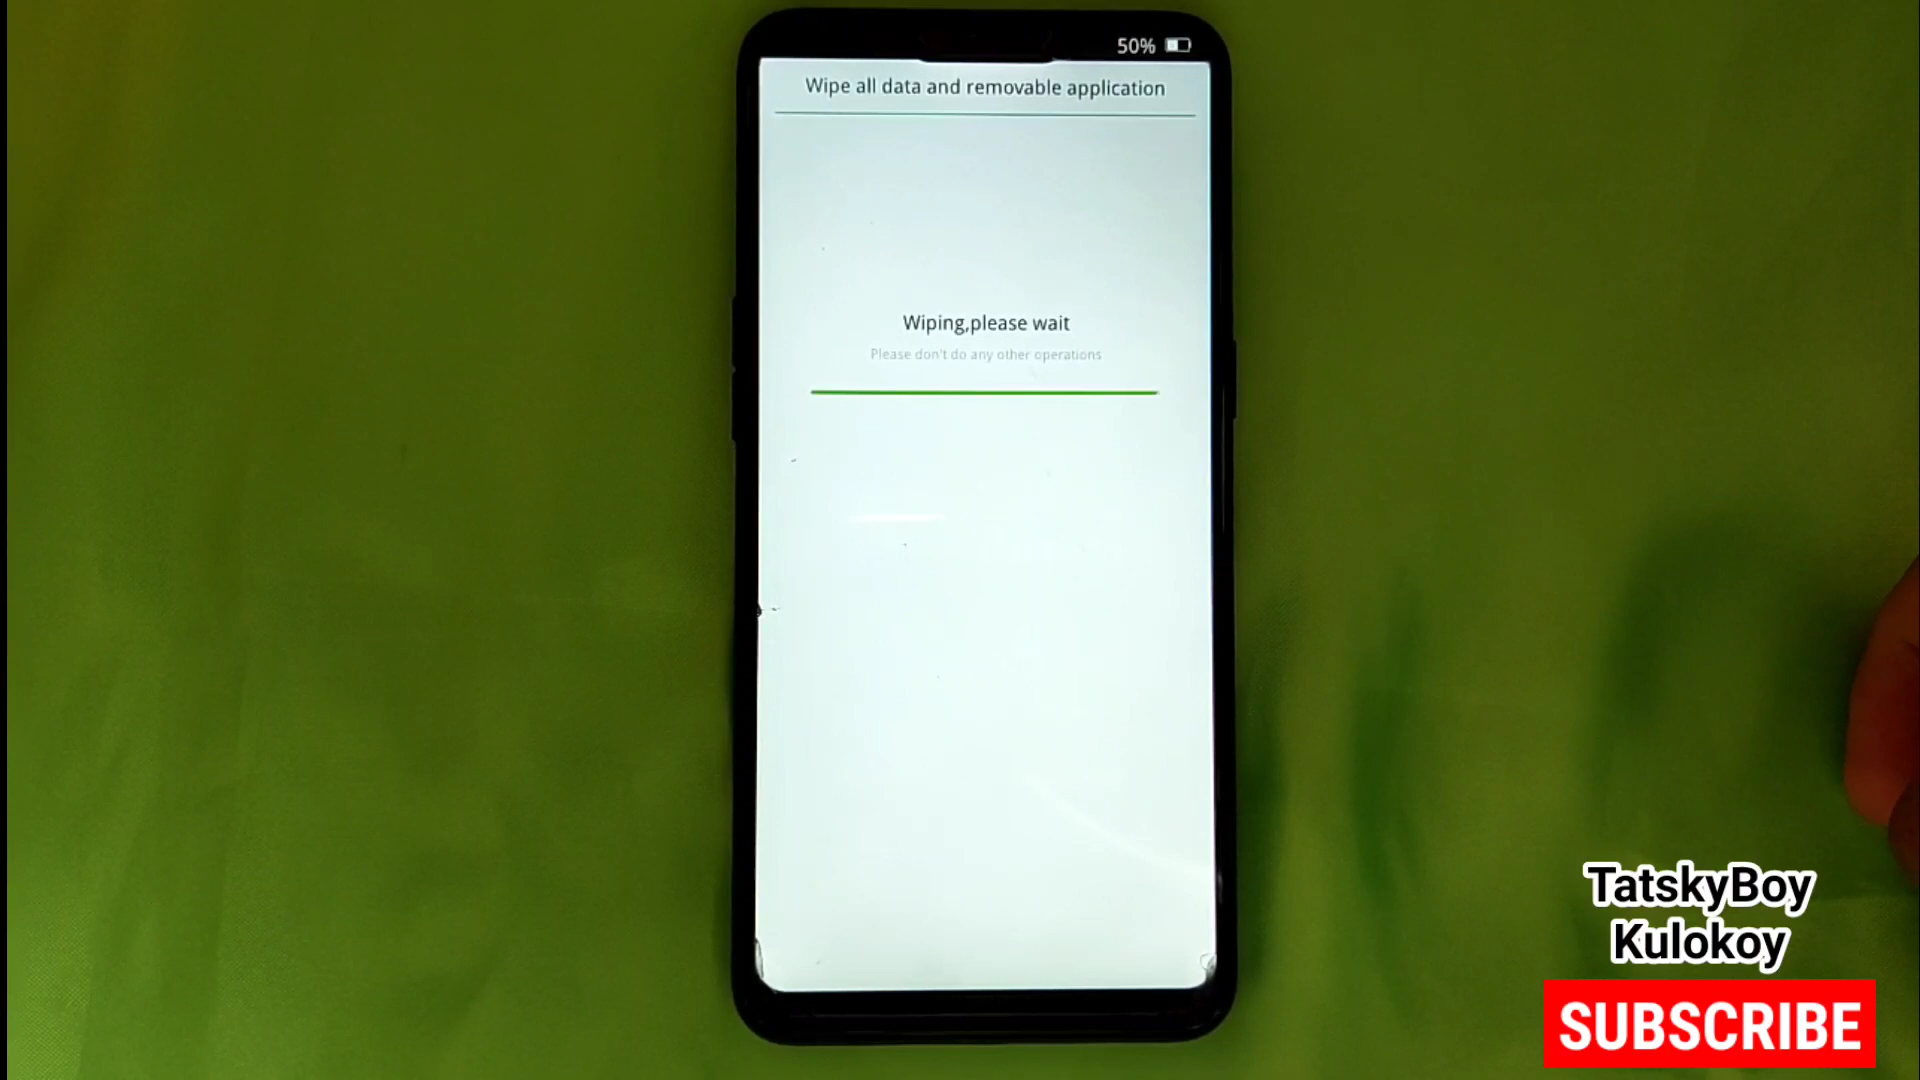 50%
Wipe all data and removable application
Wiping,please wait
Please don't do any other operations
TatskyBoy
Kulokoy
SUBSCRIBE